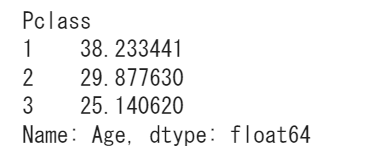 Pclass
1    38.233441
2    29.877630
3    25.140620
Name: Age, dtype: float64